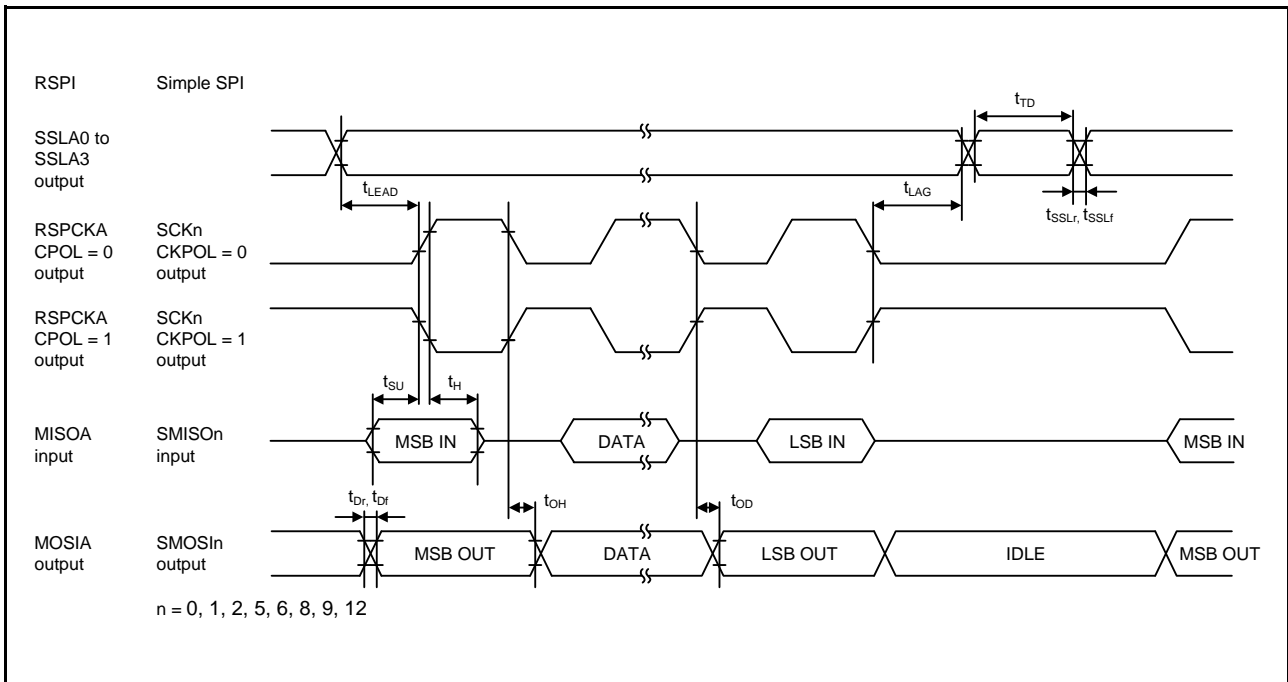 RSPI Simple SPI
tTD
SSLA0 to
SSLA3
output
tLEAD
tLAG
tSSLr, tSSLf
RSPCKA SCKn
CPOL = 0 CKPOL = 0
output output
RSPCKA SCKn
CPOL = 1 CKPOL = 1
output output
tSU tH
MISOA SMISOn
input input
MSB IN DATA LSB IN MSB IN
tDr, tDf
tOH tOD
MOSIA SMOSIn
output output
MSB OUT DATA LSB OUT IDLE MSB OUT
n = 0, 1, 2, 5, 6, 8, 9, 12